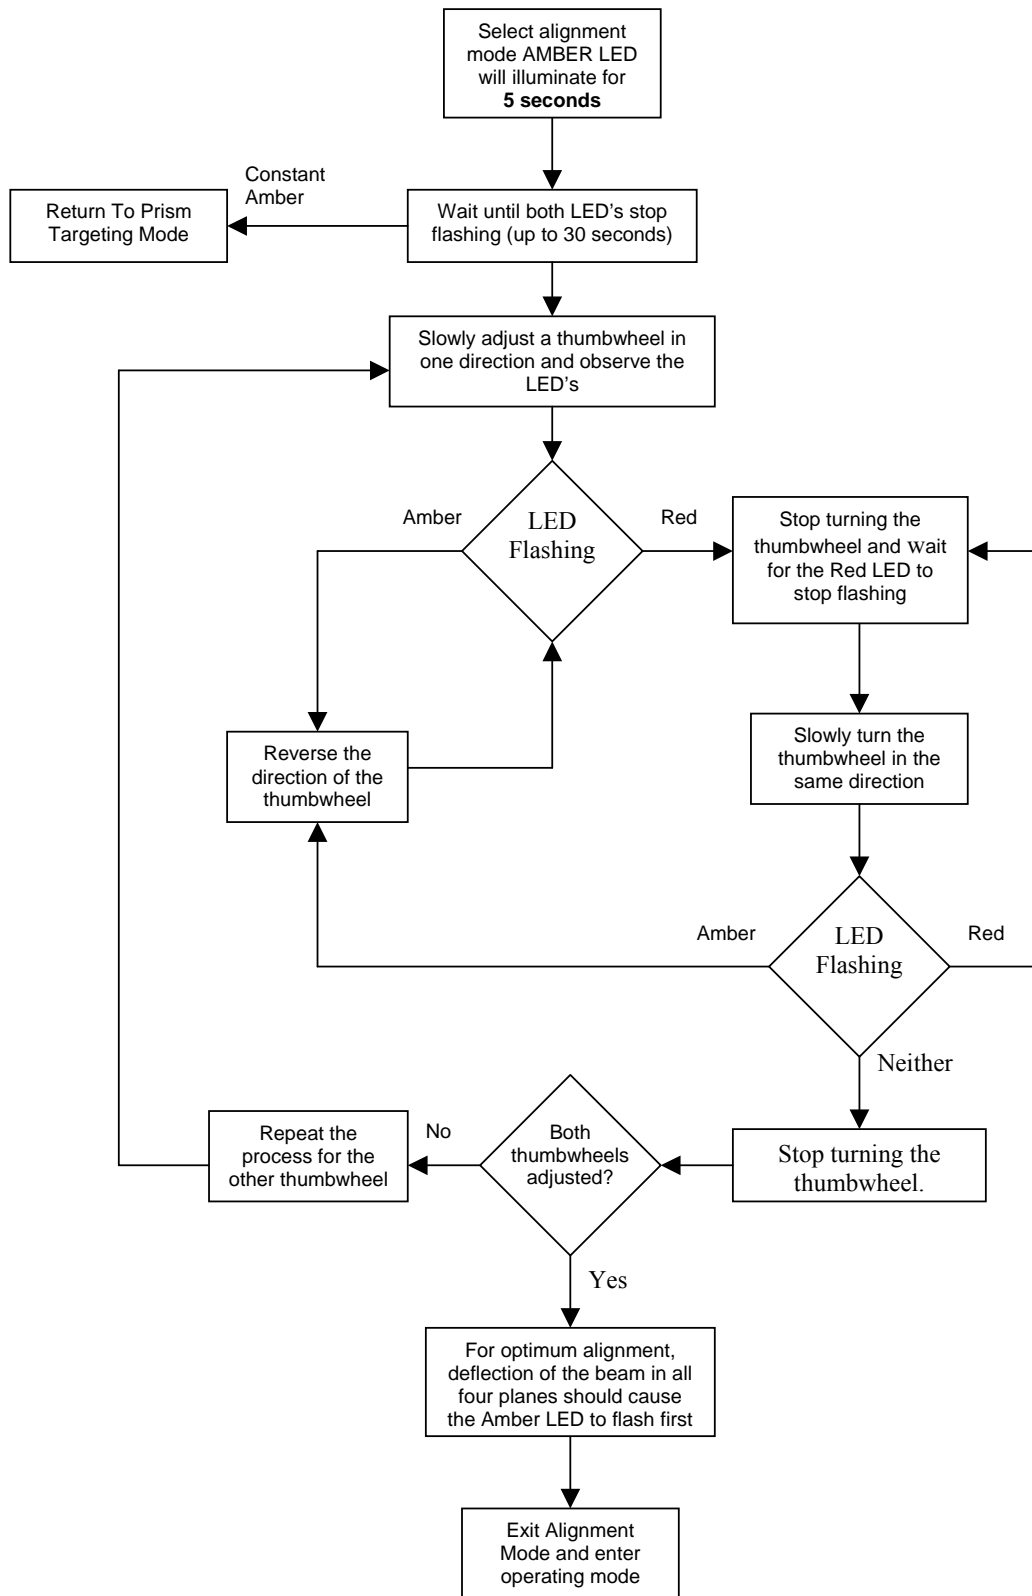 Select alignment
mode AMBER LED
will illuminate for
5 seconds
Constant
Amber
Return To Prism
Targeting Mode
Wait until both LED's stop
flashing (up to 30 seconds)
Slowly adjust a thumbwheel in
one direction and observe the
LED's
Amber
LED
Flashing
Red
Stop turning the
thumbwheel and wait
for the Red LED to
stop flashing
Reverse the
direction of the
thumbwheel
Slowly turn the
thumbwheel in the
same direction
Amber
LED
Flashing
Red
Neither
Repeat the
process for the
other thumbwheel
No
Both
thumbwheels
adjusted?
Stop turning the
thumbwheel.
Yes
For optimum alignment,
deflection of the beam in all
four planes should cause
the Amber LED to flash first
Exit Alignment
Mode and enter
operating mode